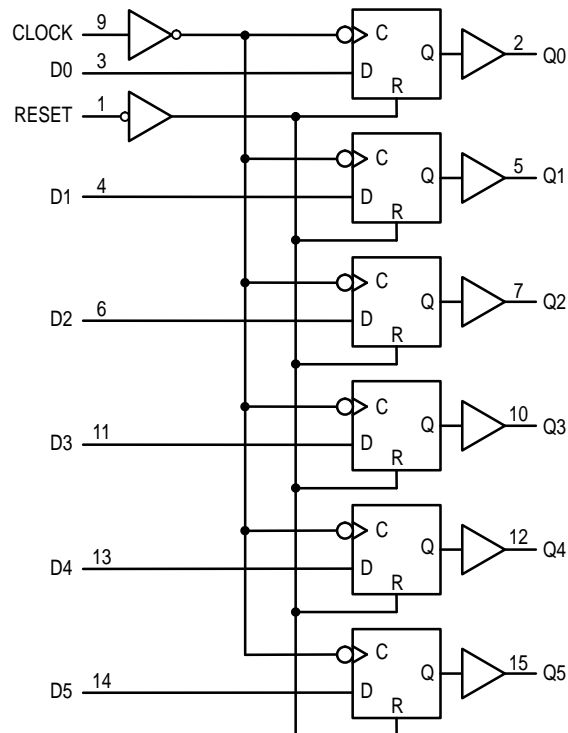 CLOCK 9 C Q 2 Q0
D0 3 D
RESET 1 R
C Q 5 Q1
D1 4 D
R
C Q 7 Q2
D2 6 D
R
C Q 10 Q3
D3 11 D
R
C Q 12 Q4
D4 13 D
R
C Q 15 Q5
D5 14 D
R